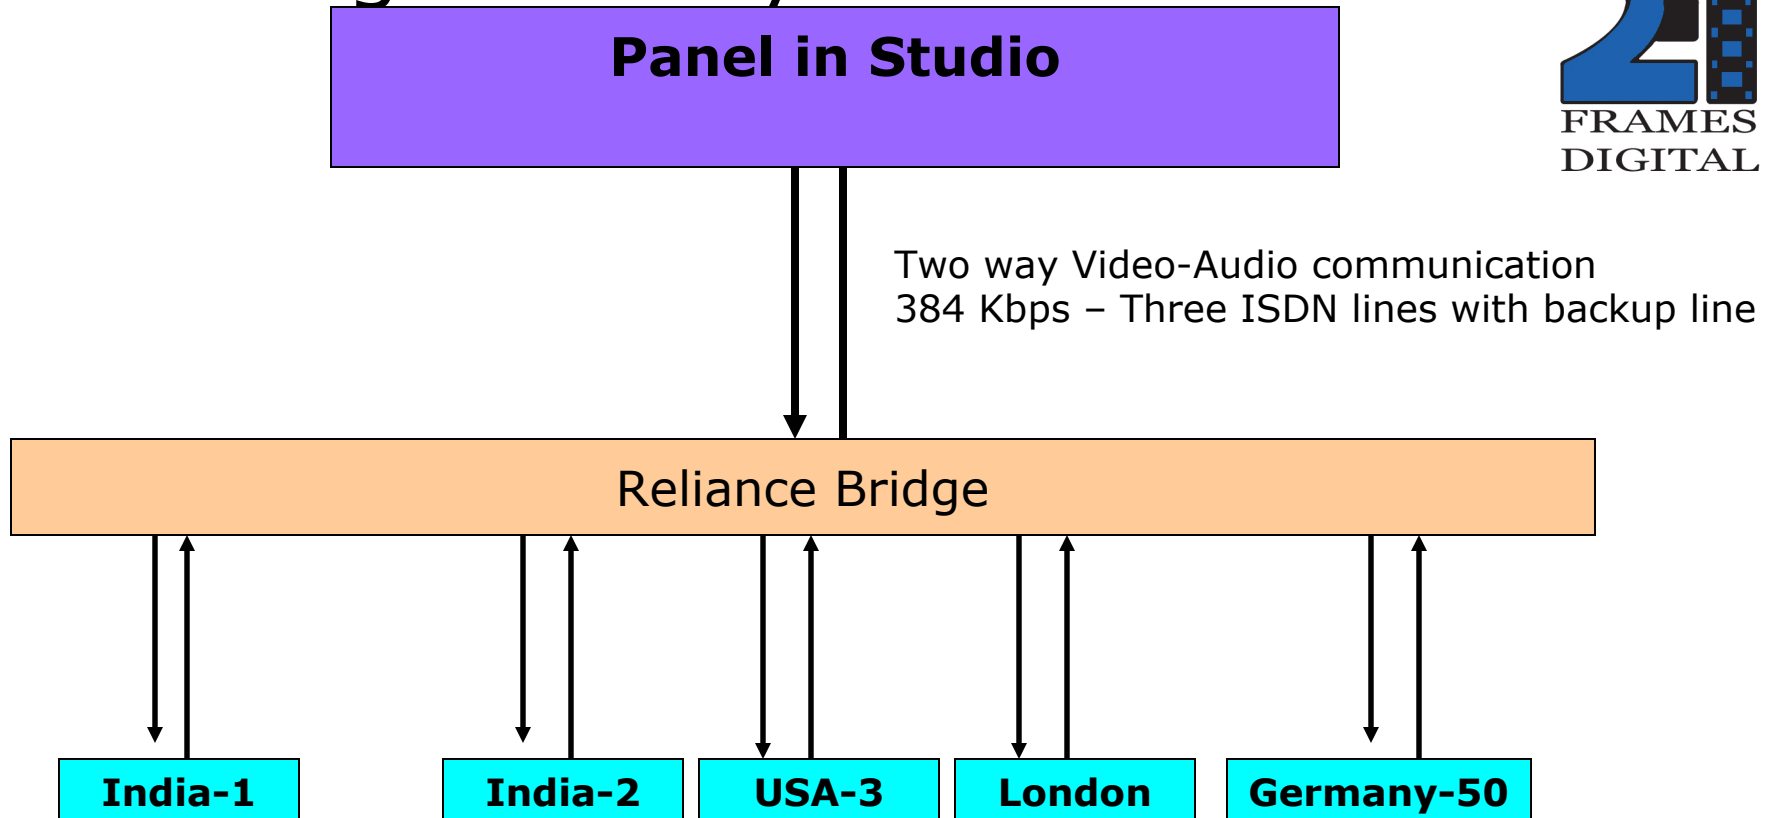 Panel in Studio
21
FRAMES
DIGITAL
Two way Video-Audio communication
384 Kbps – Three ISDN lines with backup line
Reliance Bridge
India-1
India-2
USA-3
London
Germany-50